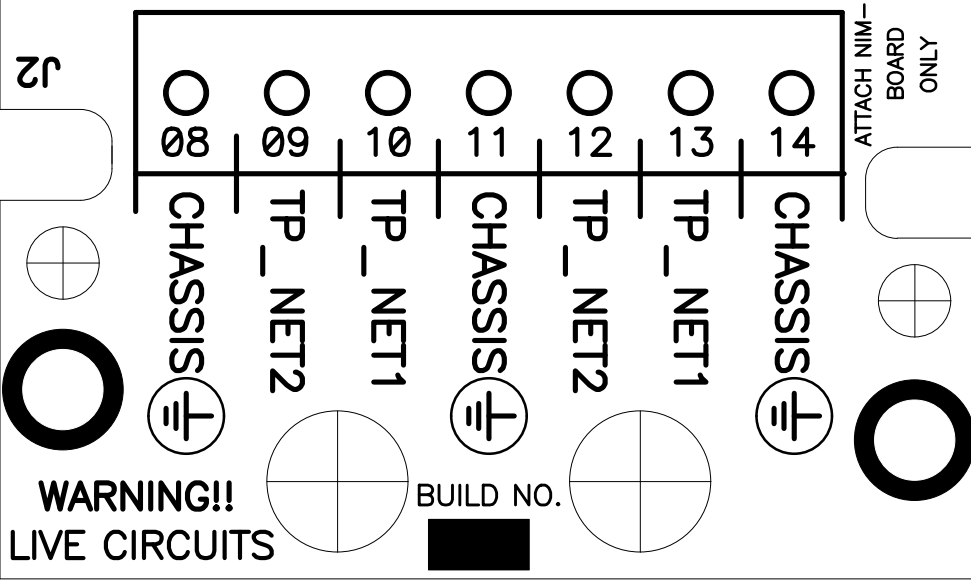 J2
ATTACH NIM-
BOARD
ONLY
08 09 10 11 12 13 14
CHASSIS
TP_NET2
TP_NET1
CHASSIS
TP_NET2
TP_NET1
CHASSIS
WARNING!!
LIVE CIRCUITS
BUILD NO.